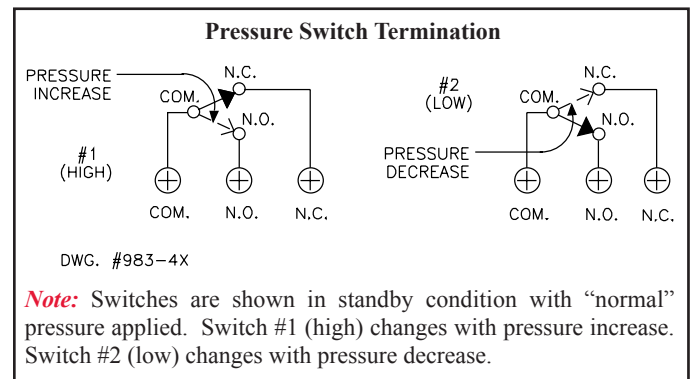 Pressure Switch Termination
PRESSURE
INCREASE
N.C.
COM.
N.O.
#1
(HIGH)
COM.
N.O.
N.C.
#2
(LOW)
N.C.
COM.
N.O.
PRESSURE
DECREASE
COM.
N.O.
N.C.
DWG. #983-4X
Note: Switches are shown in standby condition with “normal”
pressure applied. Switch #1 (high) changes with pressure increase.
Switch #2 (low) changes with pressure decrease.